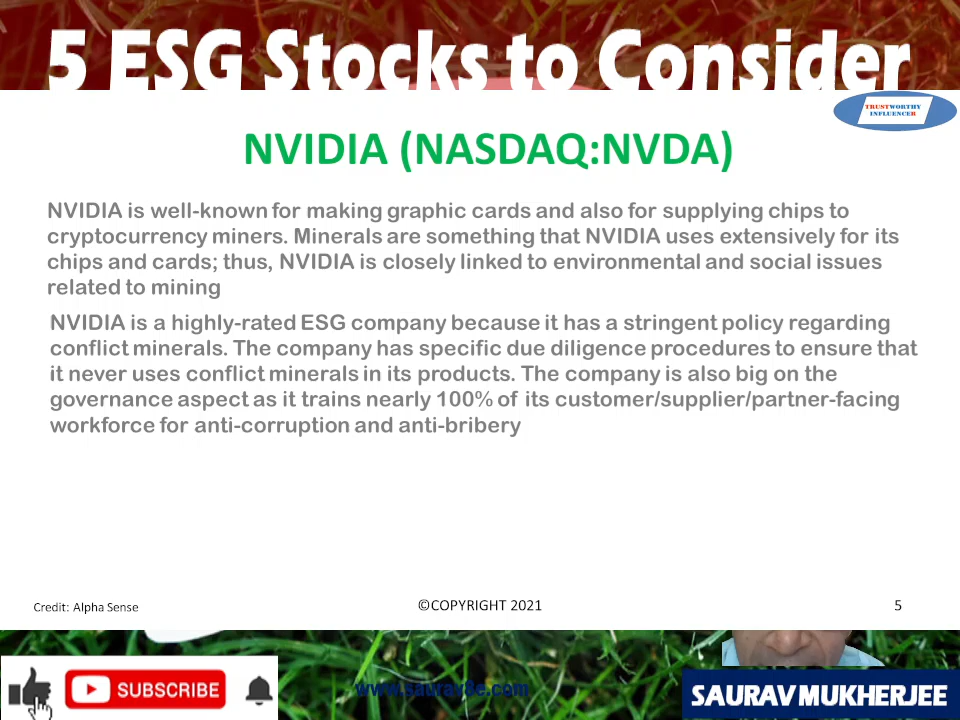 5 ESG Stocks to Consider
TRUSTWORTHY
INFLUENCER
NVIDIA (NASDAQ:NVDA)
NVIDIA is well-known for making graphic cards and also for supplying chips to
cryptocurrency miners. Minerals are something that NVIDIA uses extensively for its
chips and cards; thus, NVIDIA is closely linked to environmental and social issues
related to mining
NVIDIA is a highly-rated ESG company because it has a stringent policy regarding
conflict minerals. The company has specific due diligence procedures to ensure that
it never uses conflict minerals in its products. The company is also big on the
governance aspect as it trains nearly 100% of its customer/supplier/partner-facing
workforce for anti-corruption and anti-bribery
Credit: Alpha Sense
©COPYRIGHT 2021
5
SUBSCRIBE
SAURAV MUKHERJEE